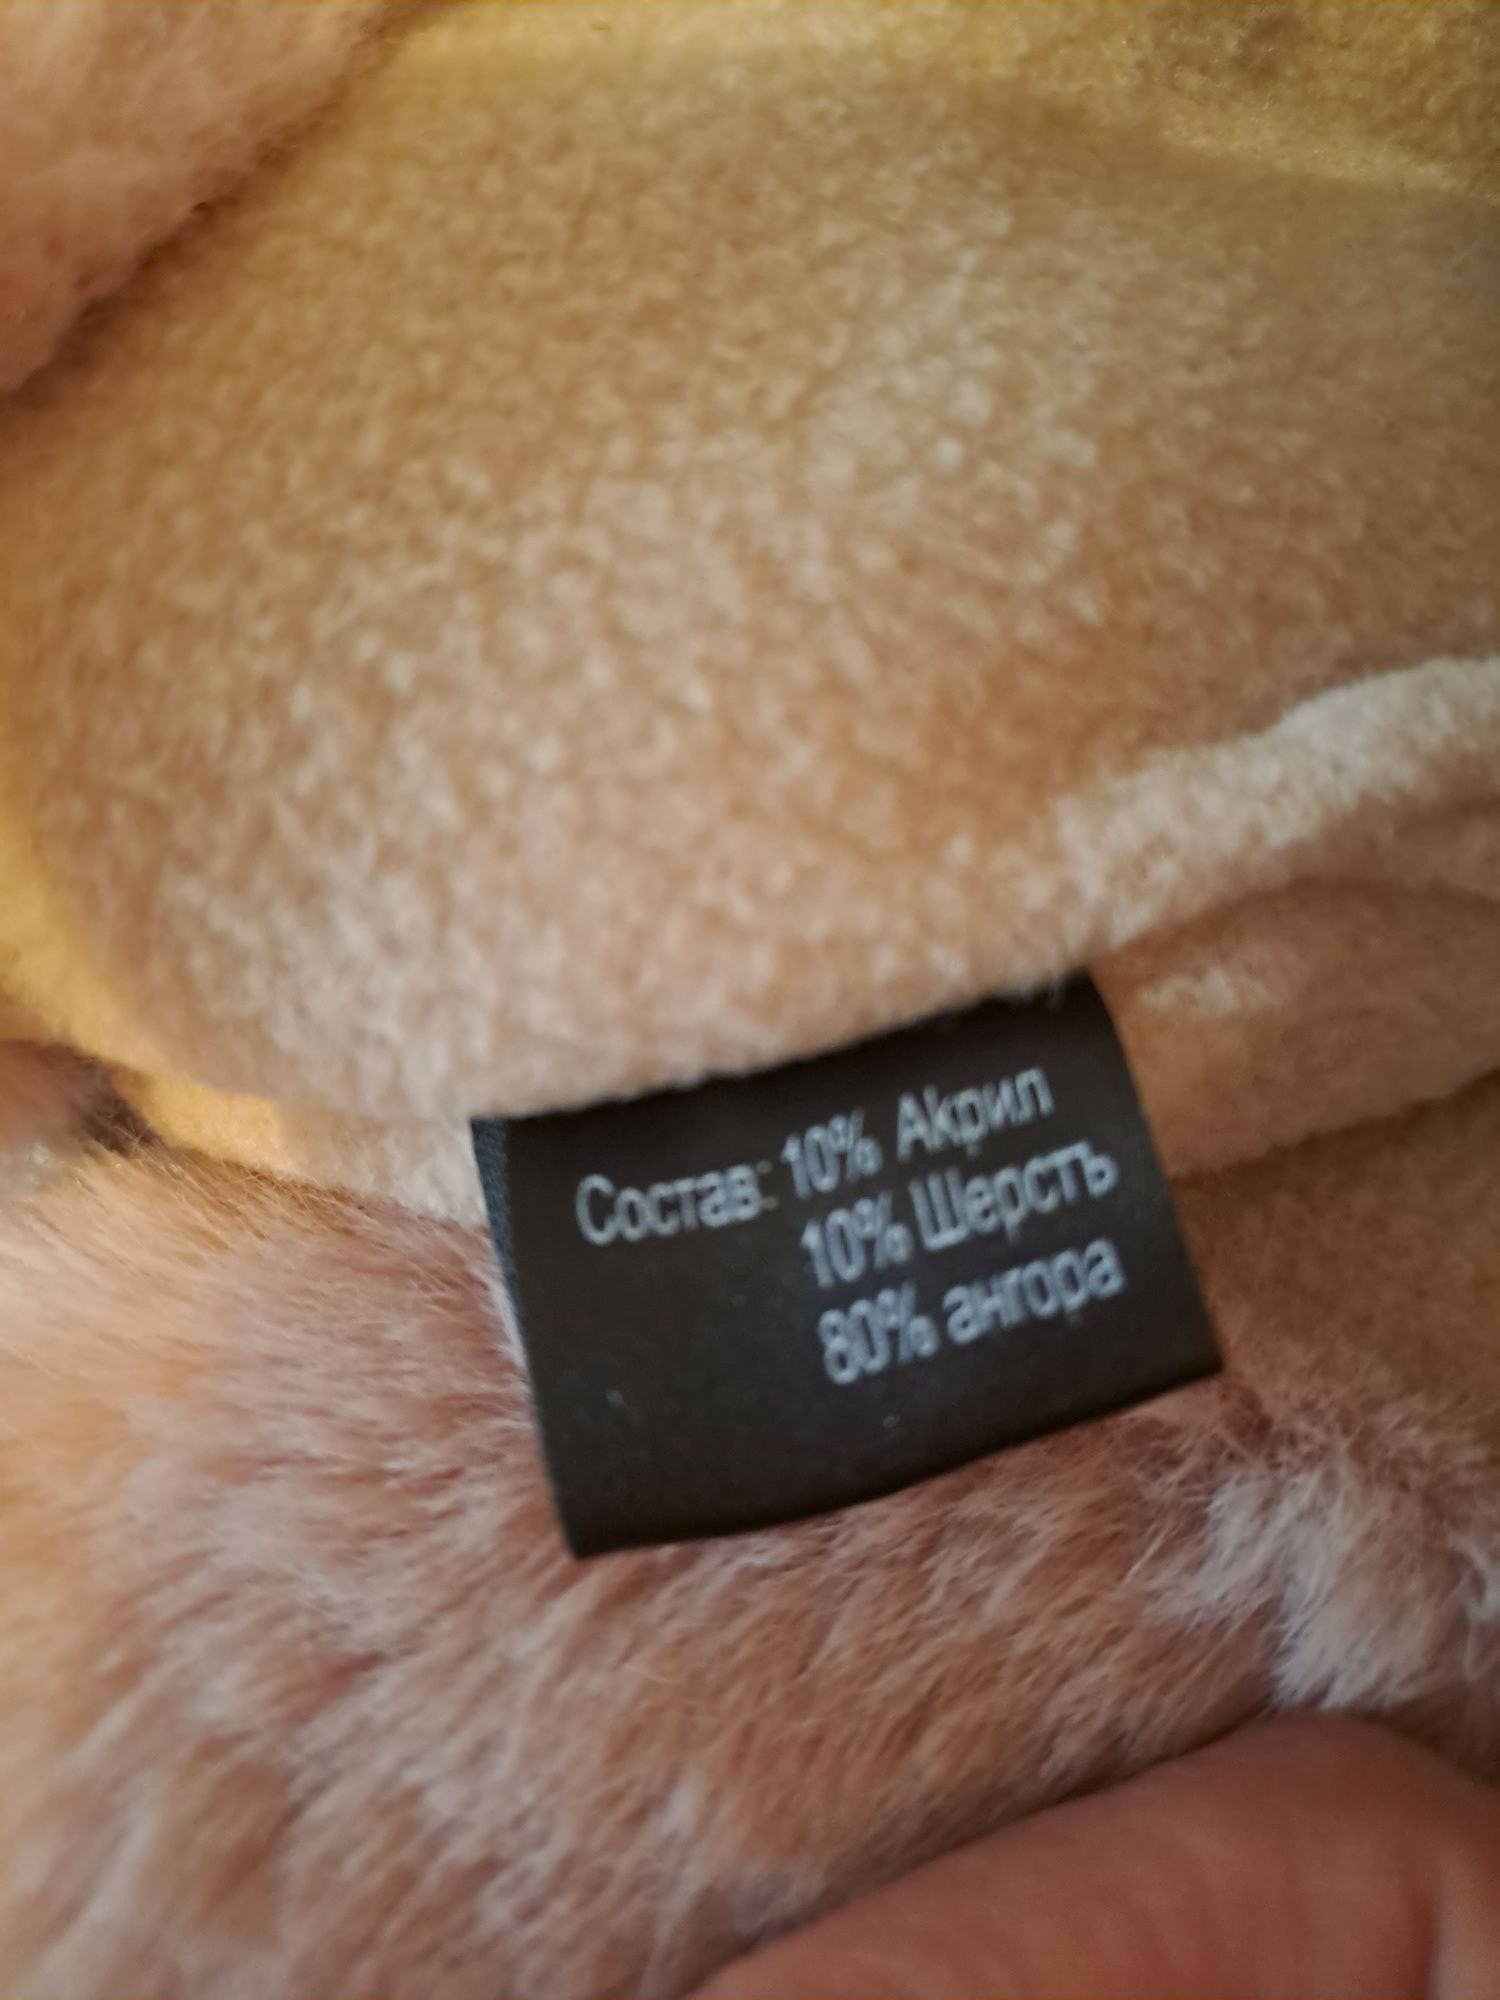 Состав: 10% Акрил
10% Шерсть
80% ангора